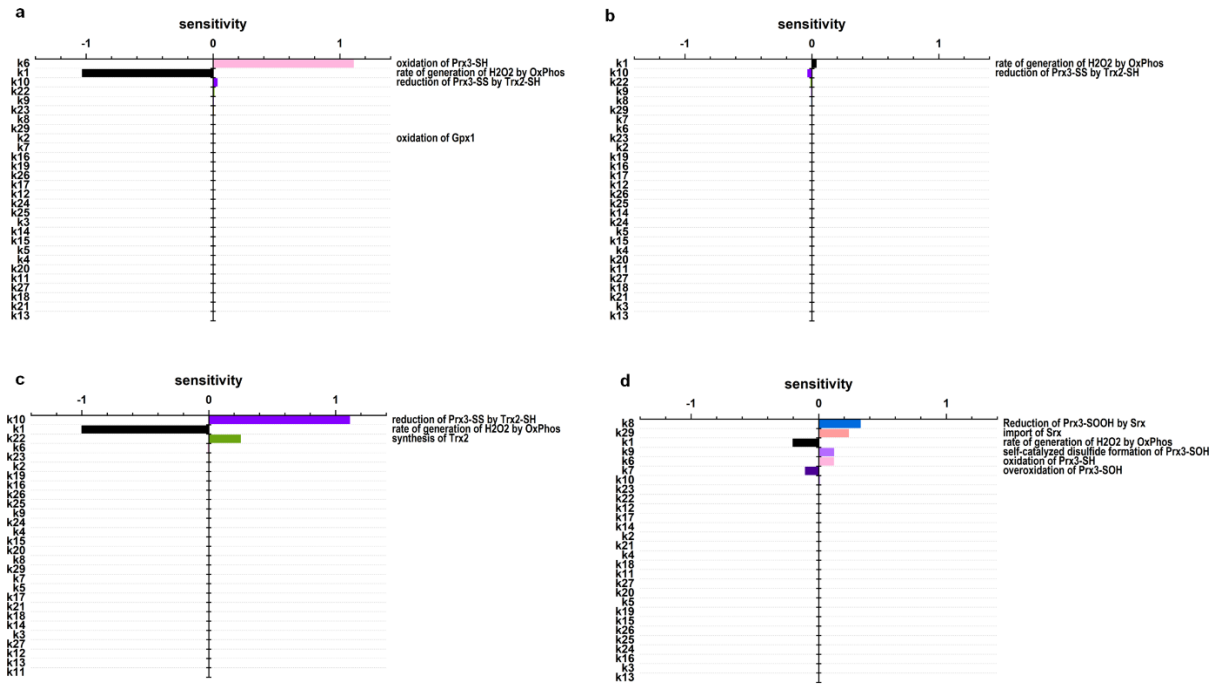 a
sensitivity
-1 0 1
k6 oxidation of Prx3-SH
k1 rate of generation of H2O2 by OxPhos
k10 reduction of Prx3-SS by Trx2-SH
k22
k9
k23
k8
k29
k2 oxidation of Gpx1
k7
k16
k19
k26
k17
k12
k24
k25
k3
k14
k15
k5
k4
k20
k11
k27
k18
k21
k13
b
sensitivity
-1 0 1
k1 rate of generation of H2O2 by OxPhos
k10 reduction of Prx3-SS by Trx2-SH
k22
k9
k8
k29
k7
k6
k23
k2
k19
k16
k17
k12
k26
k25
k14
k24
k5
k15
k4
k20
k11
k27
k18
k21
k3
k13
c
sensitivity
-1 0 1
k10 reduction of Prx3-SS by Trx2-SH
k1 rate of generation of H2O2 by OxPhos
k22 synthesis of Trx2
k6
k23
k2
k19
k16
k26
k25
k9
k24
k4
k15
k20
k8
k29
k7
k5
k17
k21
k18
k14
k3
k27
k12
k13
k11
d
sensitivity
-1 0 1
k8 Reduction of Prx3-SOOH by Srx
k29 import of Srx
k1 rate of generation of H2O2 by OxPhos
k9 self-catalyzed disulfide formation of Prx3-SOH
k6 oxidation of Prx3-SH
k7 overoxidation of Prx3-SOH
k10
k23
k22
k12
k17
k14
k2
k21
k4
k18
k11
k27
k20
k5
k19
k15
k26
k25
k24
k16
k3
k13